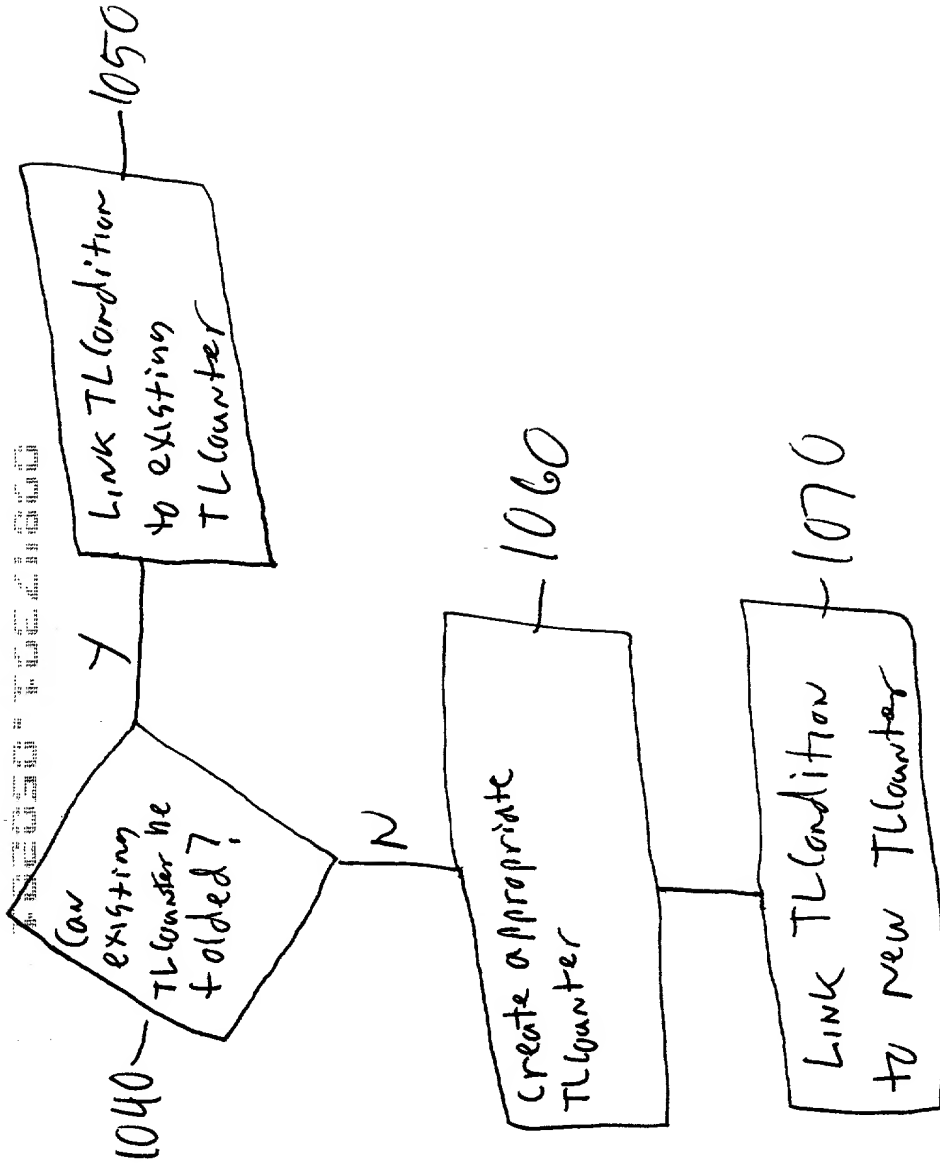 1040
Can
existing
TLCounter be
folded?
Y
LINK TLCondition
to existing
TLCounter
1050
N
Create appropriate
TLCounter
1060
LINK TLCondition
to new TLCounter
1070